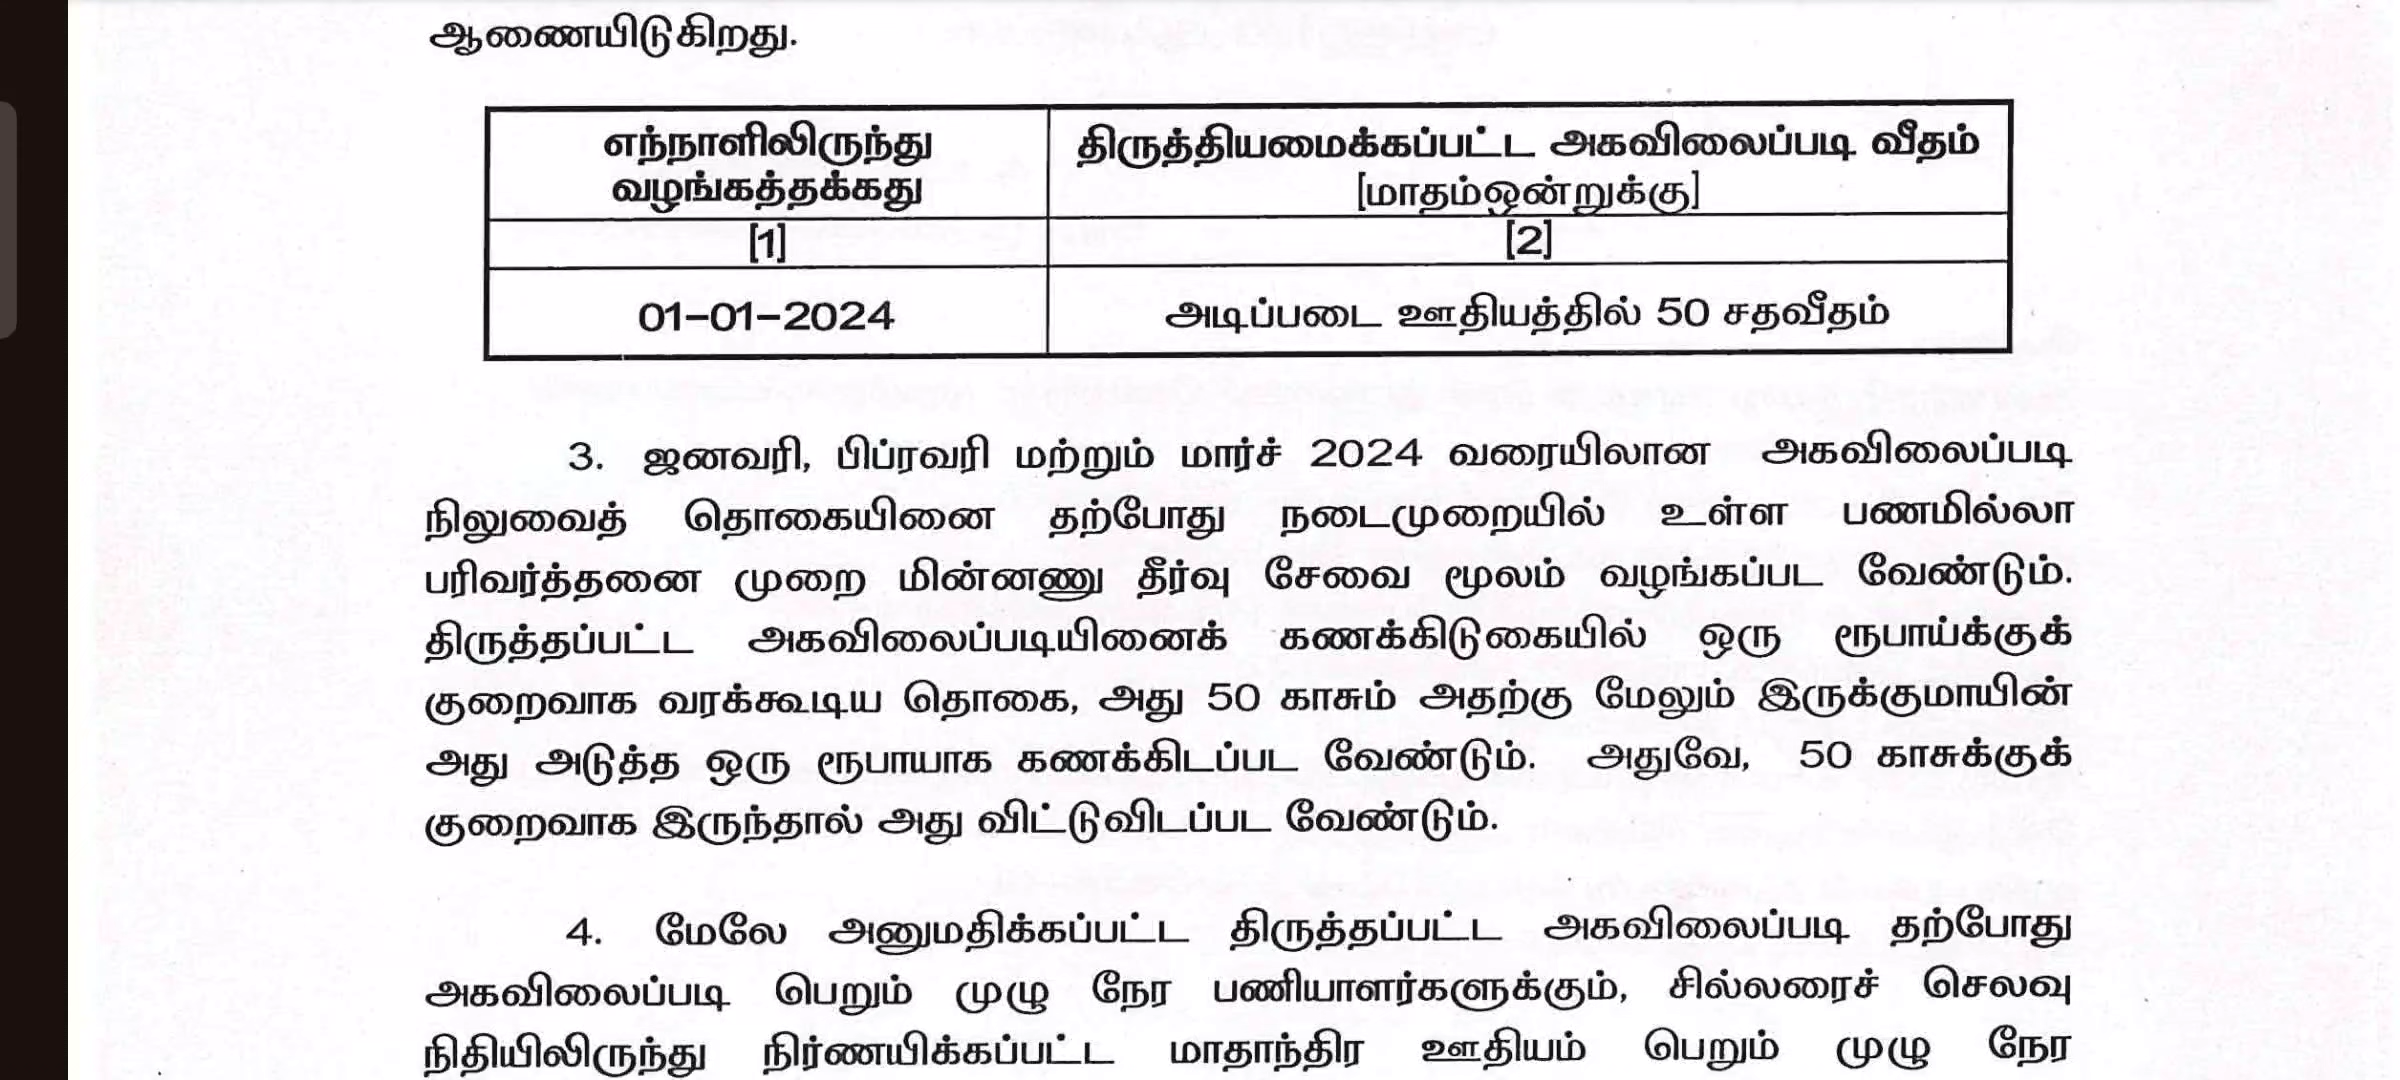 ஆணையிடுகிறது.
எந்நாளிலிருந்து
வழங்கத்தக்கது
திருத்தியமைக்கப்பட்ட அகவிலைப்படி வீதம்
[மாதம்ஒன்றுக்கு]
[1]
[2]
01-01-2024
அடிப்படை ஊதியத்தில் 50 சதவீதம்
3. ஜனவரி, பிப்ரவரி மற்றும் மார்ச் 2024 வரையிலான அகவிலைப்படி
நிலுவைத் தொகையினை தற்போது நடைமுறையில் உள்ள பணமில்லா
பரிவர்த்தனை முறை மின்னணு தீர்வு சேவை மூலம் வழங்கப்பட வேண்டும்.
திருத்தப்பட்ட அகவிலைப்படியினைக் கணக்கிடுகையில் ஒரு ரூபாய்க்குக்
குறைவாக வரக்கூடிய தொகை, அது 50 காசும் அதற்கு மேலும் இருக்குமாயின்
அது அடுத்த ஒரு ரூபாயாக கணக்கிடப்பட வேண்டும். அதுவே, 50 காசுக்குக்
குறைவாக இருந்தால் அது விட்டுவிடப்பட வேண்டும்.
4. மேலே அனுமதிக்கப்பட்ட திருத்தப்பட்ட அகவிலைப்படி தற்போது
அகவிலைப்படி பெறும் முழு நேர பணியாளர்களுக்கும், சில்லரைச் செலவு
நிதியிலிருந்து நிர்ணயிக்கப்பட்ட மாதாந்திர ஊதியம் பெறும் முழு நேர